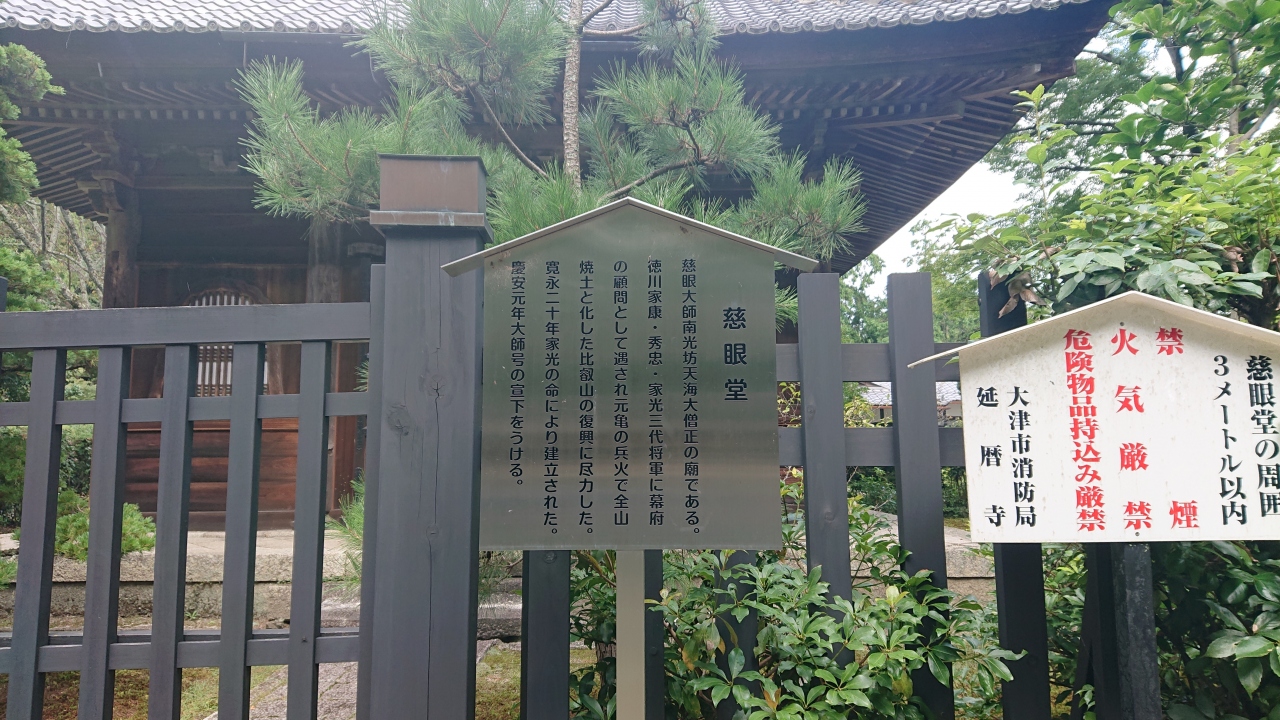 慈眼堂
慈眼大師南光坊天海大僧正の廟である。
徳川家康・秀忠・家光三代将軍に幕府
の顧問として遇され元亀の兵火で全山
焼土と化した比叡山の復興に尽力した。
寛永二十年家光の命により建立された。
慶安元年大師号の宣下をうける。
慈眼堂の周囲
3メートル以内
禁煙
火気厳禁
危険物品持込み厳禁
大津市消防局
延暦寺